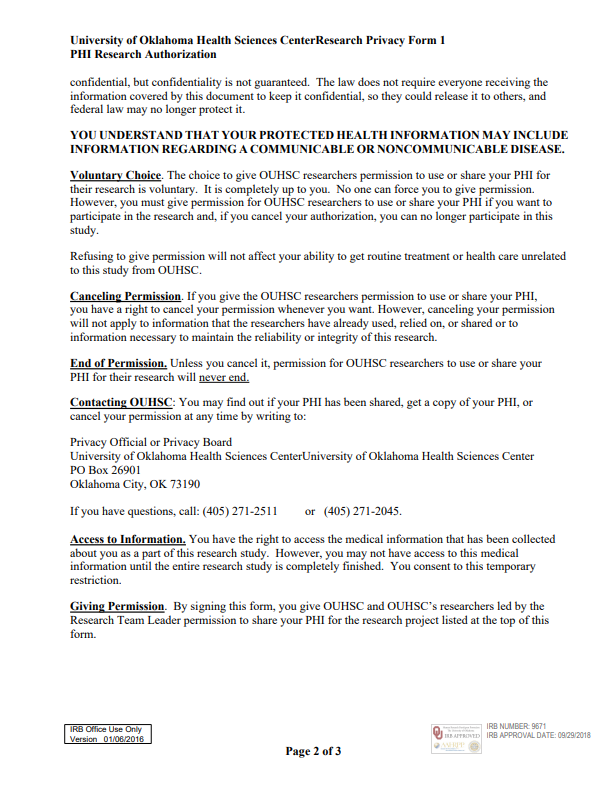 University of Oklahoma Health Sciences CenterResearch Privacy Form 1
PHI Research Authorization
confidential, but confidentiality is not guaranteed. The law does not require everyone receiving the
information covered by this document to keep it confidential, so they could release it to others, and
federal law may no longer protect it.
YOU UNDERSTAND THAT YOUR PROTECTED HEALTH INFORMATION MAY INCLUDE
INFORMATION REGARDING A COMMUNICABLE OR NONCOMMUNICABLE DISEASE.
Voluntary Choice. The choice to give OUHSC researchers permission to use or share your PHI for
their research is voluntary. It is completely up to you. No one can force you to give permission.
However, you must give permission for OUHSC researchers to use or share your PHI if you want to
participate in the research and, if you cancel your authorization, you can no longer participate in this
study.
Refusing to give permission will not affect your ability to get routine treatment or health care unrelated
to this study from OUHSC.
Canceling Permission. If you give the OUHSC researchers permission to use or share your PHI,
you have a right to cancel your permission whenever you want. However, canceling your permission
will not apply to information that the researchers have already used, relied on, or shared or to
information necessary to maintain the reliability or integrity of this research.
End of Permission. Unless you cancel it, permission for OUHSC researchers to use or share your
PHI for their research will never end.
Contacting OUHSC: You may find out if your PHI has been shared, get a copy of your PHI, or
cancel your permission at any time by writing to:
Privacy Official or Privacy Board
University of Oklahoma Health Sciences CenterUniversity of Oklahoma Health Sciences Center
PO Box 26901
Oklahoma City, OK 73190
If you have questions, call: (405) 271-2511 or (405) 271-2045.
Access to Information. You have the right to access the medical information that has been collected
about you as a part of this research study. However, you may not have access to this medical
information until the entire research study is completely finished. You consent to this temporary
restriction.
Giving Permission. By signing this form, you give OUHSC and OUHSC's researchers led by the
Research Team Leader permission to share your PHI for the research project listed at the top of this
form.
IRB Office Use Only
Version 01/06/2016
Page 2 of 3
IRB APPROVED
AAHRPP
IRB NUMBER: 9671
IRB APPROVAL DATE: 09/29/2018